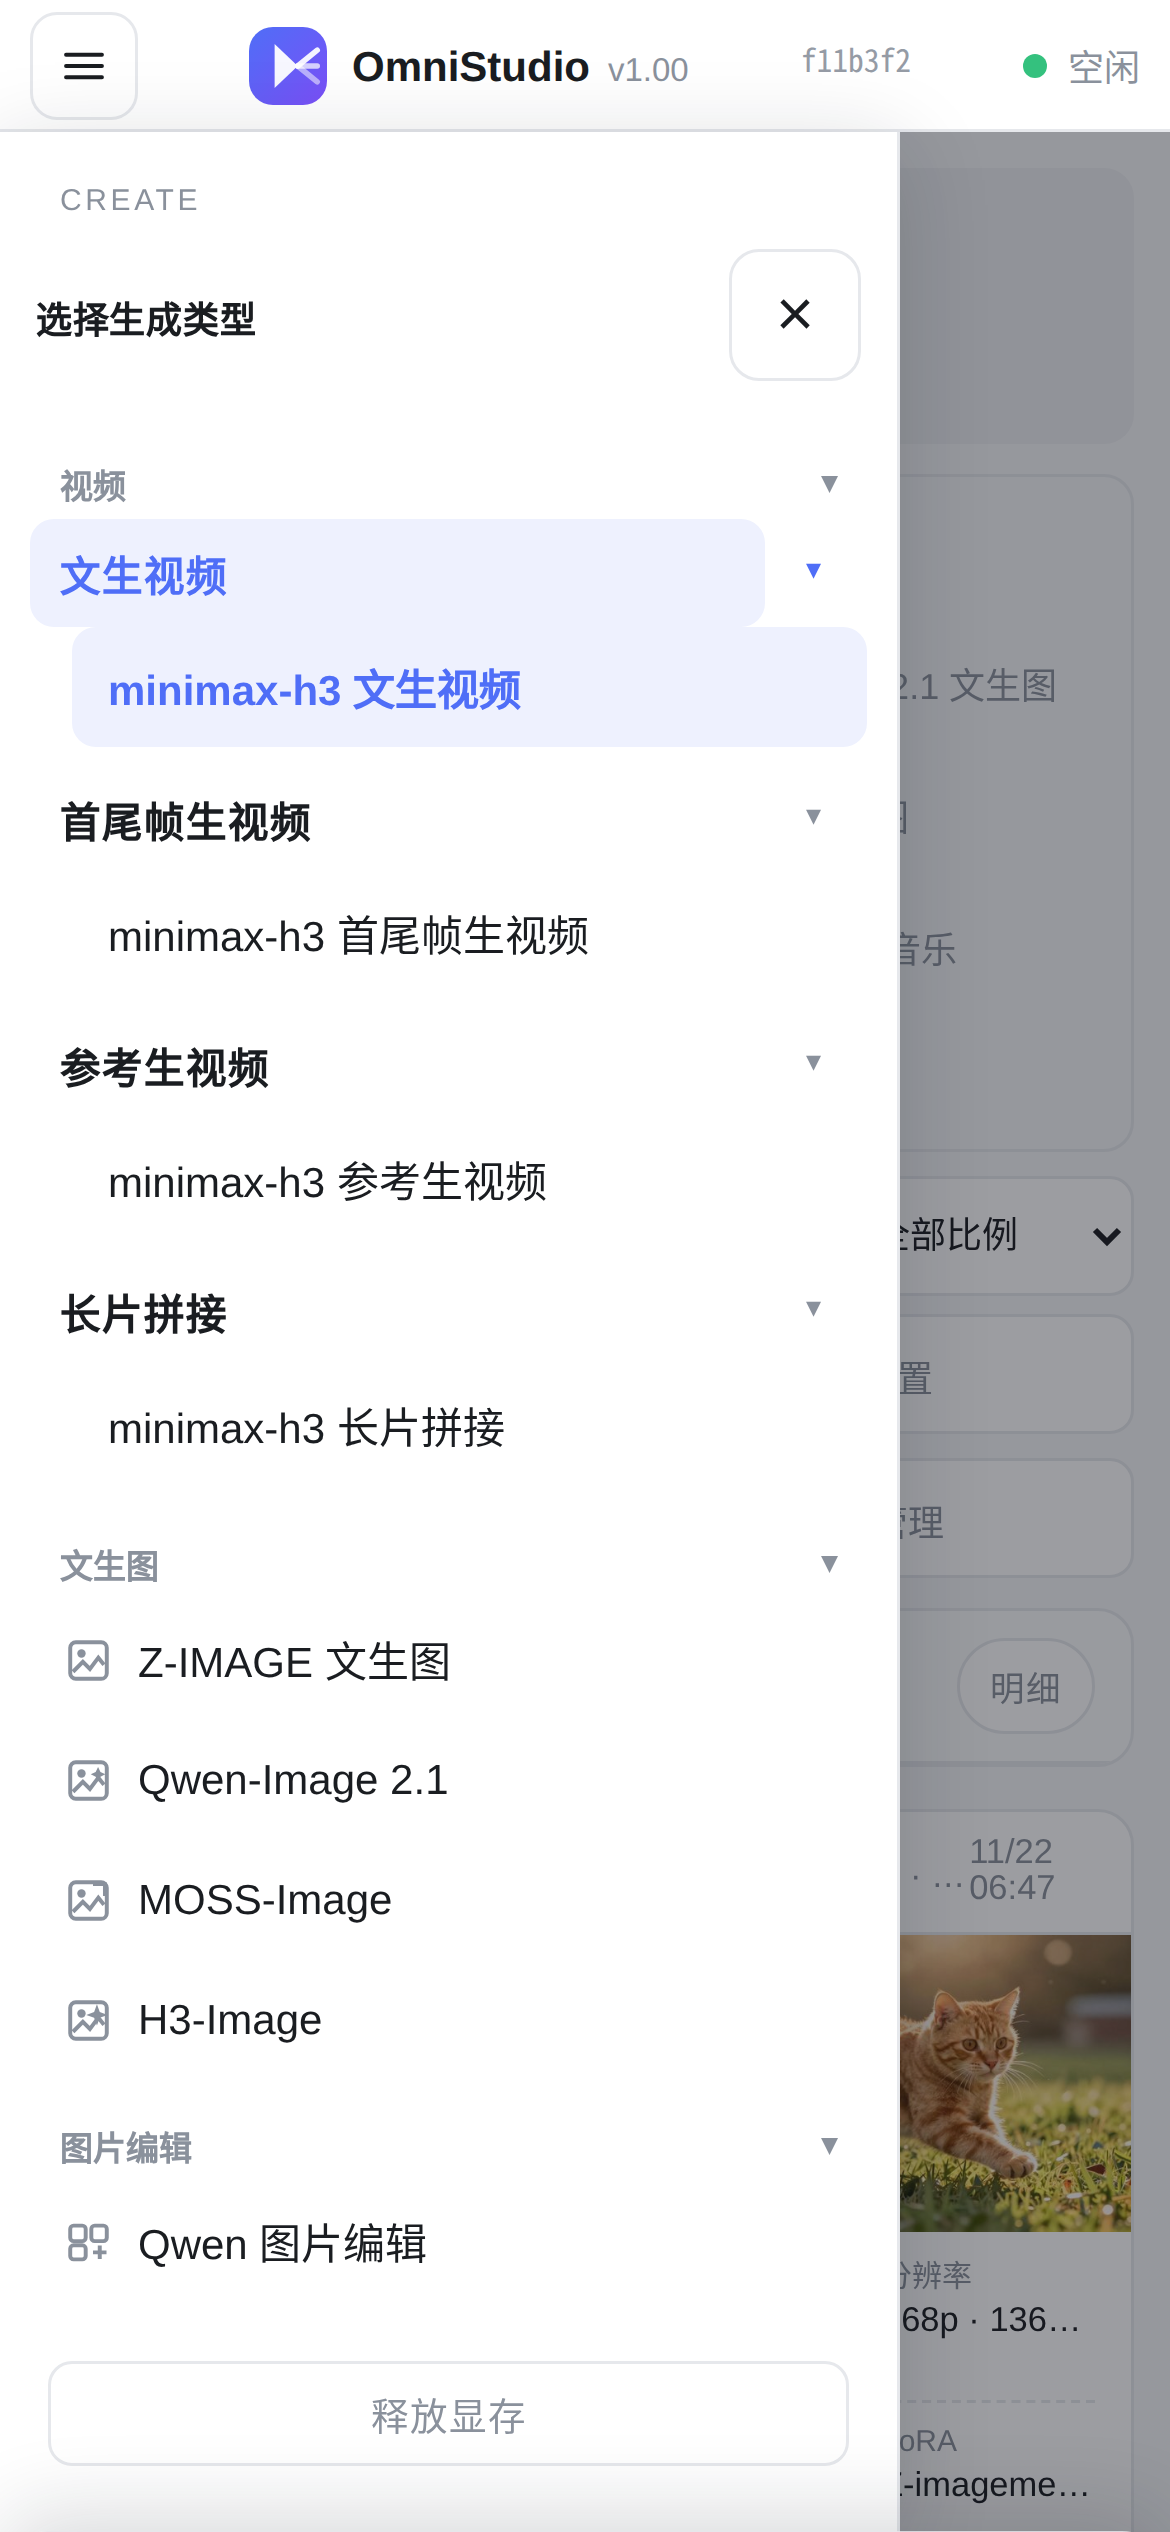 OmniStudio v1.00
f11b3f2
空闲
CREATE
选择生成类型
视频
文生视频
minimax-h3 文生视频
首尾帧生视频
minimax-h3 首尾帧生视频
参考生视频
minimax-h3 参考生视频
长片拼接
minimax-h3 长片拼接
文生图
Z-IMAGE 文生图
Qwen-Image 2.1
MOSS-Image
H3-Image
图片编辑
Qwen 图片编辑
释放显存
2.1 文生图
音乐
全部比例
置
管理
明细
· ...
11/22
06:47
分辨率
68p · 136...
oRA
-imageme...